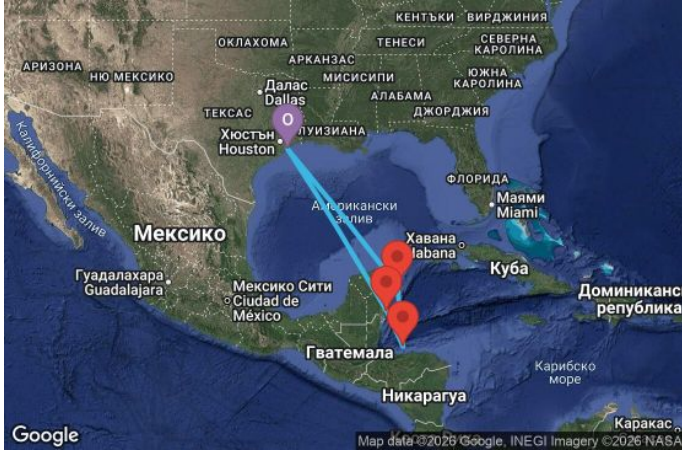 КЕНТЪКИ
ВИРДЖИНИЯ
ОКЛАХОМА
ТЕНЕСИ
СЕВЕРНА
КАРОЛИНА
АРКАНЗАС
АРИЗОНА
НЮ МЕКСИКО
МИСИСИПИ
ЮЖНА
КАРОЛИНА
Далас
Dallas
АЛАБАМА
ТЕКСАС
ДЖОРДЖИЯ
O
ЛУИЗИАНА
Хюстън
Houston
Калифорнийски
залив
ФЛОРИДА
Маями
Miami
Американски
залив
Мексико
Хавана
Habana
Куба
Гуадалахара
Guadalajara
Мексико Сити
Ciudad de
México
Доминиканс
република
Гватемала
Карибско
море
Никарагуа
Каракас
Google
Map data ©2026 Google, INEGI Imagery ©2026 NASA